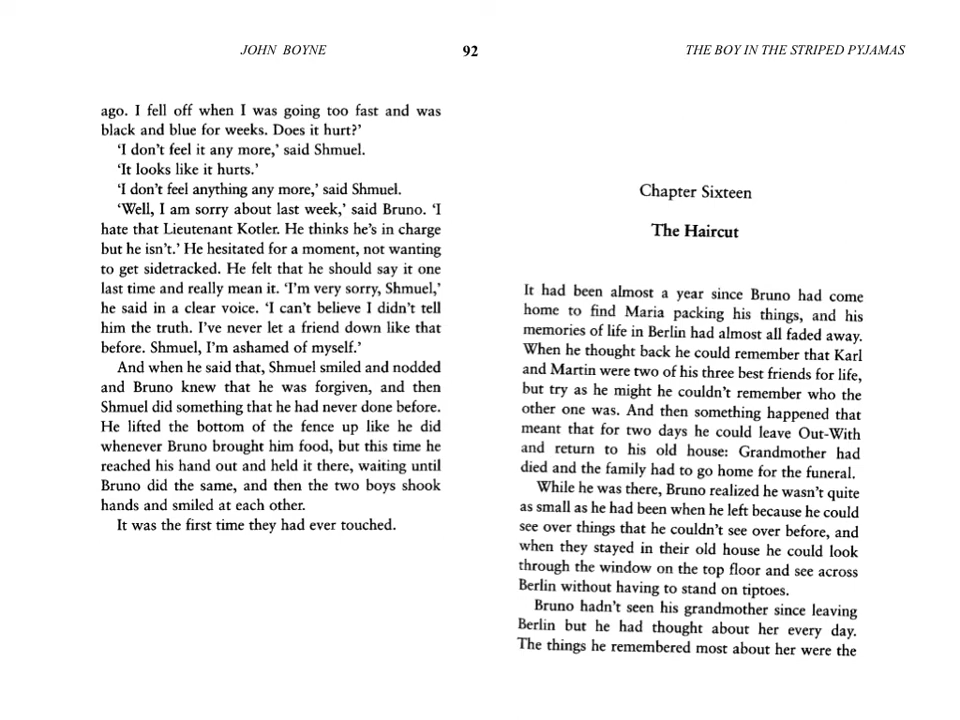 JOHN BOYNE
92
THE BOY IN THE STRIPED PYJAMAS
ago. I fell off when I was going too fast and was
black and blue for weeks. Does it hurt?’
‘I don’t feel it any more,’ said Shmuel.
‘It looks like it hurts.’
‘I don’t feel anything any more,’ said Shmuel.
‘Well, I am sorry about last week,’ said Bruno. ‘I
hate that Lieutenant Kotler. He thinks he’s in charge
but he isn’t.’ He hesitated for a moment, not wanting
to get sidetracked. He felt that he should say it one
last time and really mean it. ‘I’m very sorry, Shmuel,’
he said in a clear voice. ‘I can’t believe I didn’t tell
him the truth. I’ve never let a friend down like that
before. Shmuel, I’m ashamed of myself.’
And when he said that, Shmuel smiled and nodded
and Bruno knew that he was forgiven, and then
Shmuel did something that he had never done before.
He lifted the bottom of the fence up like he did
whenever Bruno brought him food, but this time he
reached his hand out and held it there, waiting until
Bruno did the same, and then the two boys shook
hands and smiled at each other.
It was the first time they had ever touched.
Chapter Sixteen
The Haircut
It had been almost a year since Bruno had come
home to find Maria packing his things, and his
memories of life in Berlin had almost all faded away.
When he thought back he could remember that Karl
and Martin were two of his three best friends for life,
but try as he might he couldn’t remember who the
other one was. And then something happened that
meant that for two days he could leave Out-With
and return to his old house: Grandmother had
died and the family had to go home for the funeral.
While he was there, Bruno realized he wasn’t quite
as small as he had been when he left because he could
see over things that he couldn’t see over before, and
when they stayed in their old house he could look
through the window on the top floor and see across
Berlin without having to stand on tiptoes.
Bruno hadn’t seen his grandmother since leaving
Berlin but he had thought about her every day.
The things he remembered most about her were the